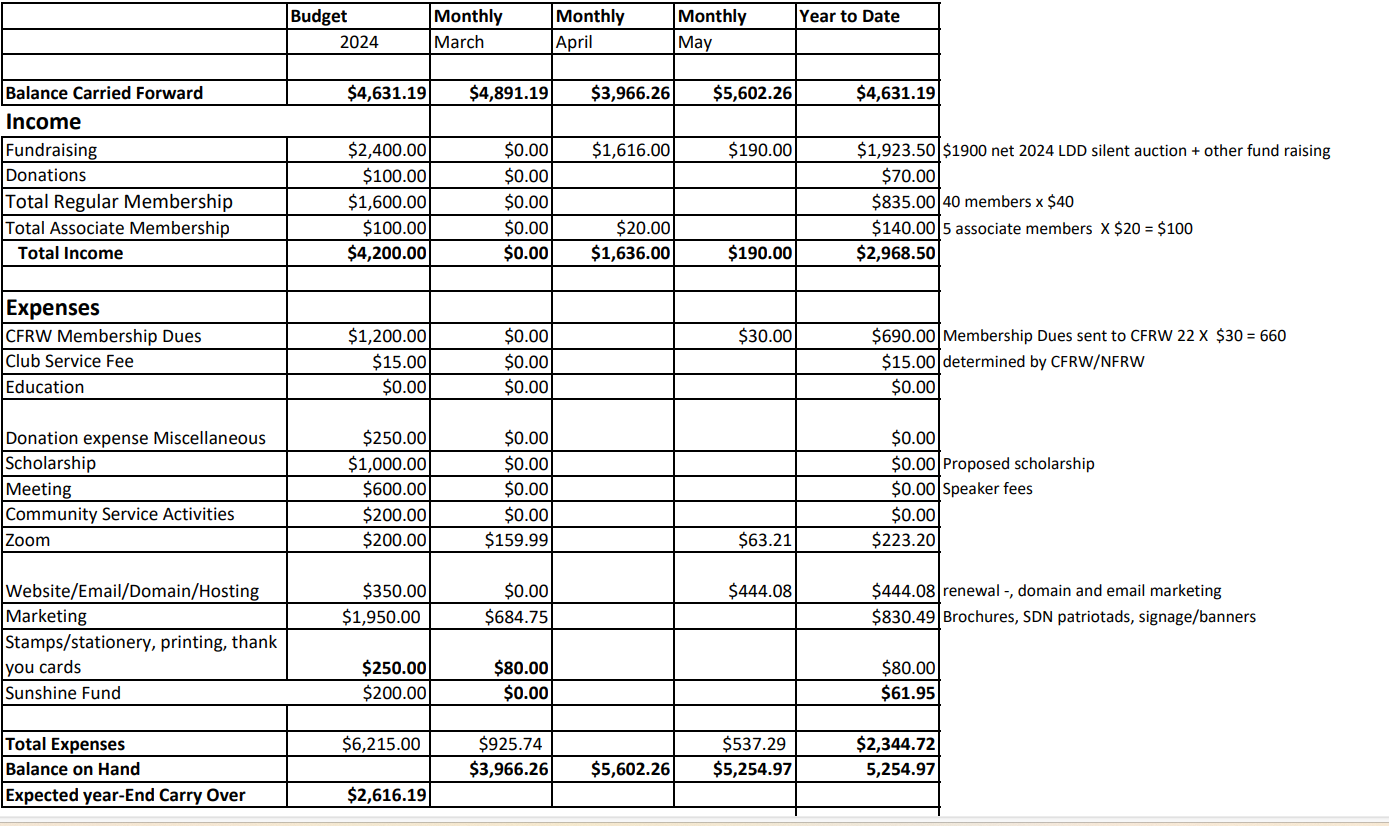 Budget Monthly Monthly Monthly Year to Date
2024 March April May
Balance Carried Forward $4,631.19 $4,891.19 $3,966.26 $5,602.26 $4,631.19
Income
Fundraising $2,400.00 $0.00 $1,616.00 $190.00 $1,923.50 $1900 net 2024 LDD silent auction + other fund raising
Donations $100.00 $0.00 $70.00
Total Regular Membership $1,600.00 $0.00 $835.00 40 members x $40
Total Associate Membership $100.00 $0.00 $20.00 $140.00 5 associate members X $20 = $100
Total Income $4,200.00 $0.00 $1,636.00 $190.00 $2,968.50
Expenses
CFRW Membership Dues $1,200.00 $0.00 $30.00 $690.00 Membership Dues sent to CFRW 22 X $30 = 660
Club Service Fee $15.00 $0.00 $15.00 determined by CFRW/NFRW
Education $0.00 $0.00 $0.00
Donation expense Miscellaneous $250.00 $0.00 $0.00
Scholarship $1,000.00 $0.00 $0.00 Proposed scholarship
Meeting $600.00 $0.00 $0.00 Speaker fees
Community Service Activities $200.00 $0.00 $0.00
Zoom $200.00 $159.99 $63.21 $223.20
Website/Email/Domain/Hosting $350.00 $0.00 $444.08 $444.08 renewal -, domain and email marketing
Marketing $1,950.00 $684.75 $830.49 Brochures, SDN patriotads, signage/banners
Stamps/stationery, printing, thank
you cards $250.00 $80.00 $80.00
Sunshine Fund $200.00 $0.00 $61.95
Total Expenses $6,215.00 $925.74 $537.29 $2,344.72
Balance on Hand $3,966.26 $5,602.26 $5,254.97 5,254.97
Expected year-End Carry Over $2,616.19